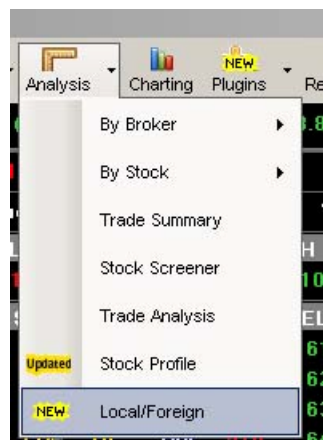 NEW
Analysis Charting Plugins Re
By Broker
By Stock
Trade Summary
Stock Screener
Trade Analysis
Updated Stock Profile
NEW Local/Foreign